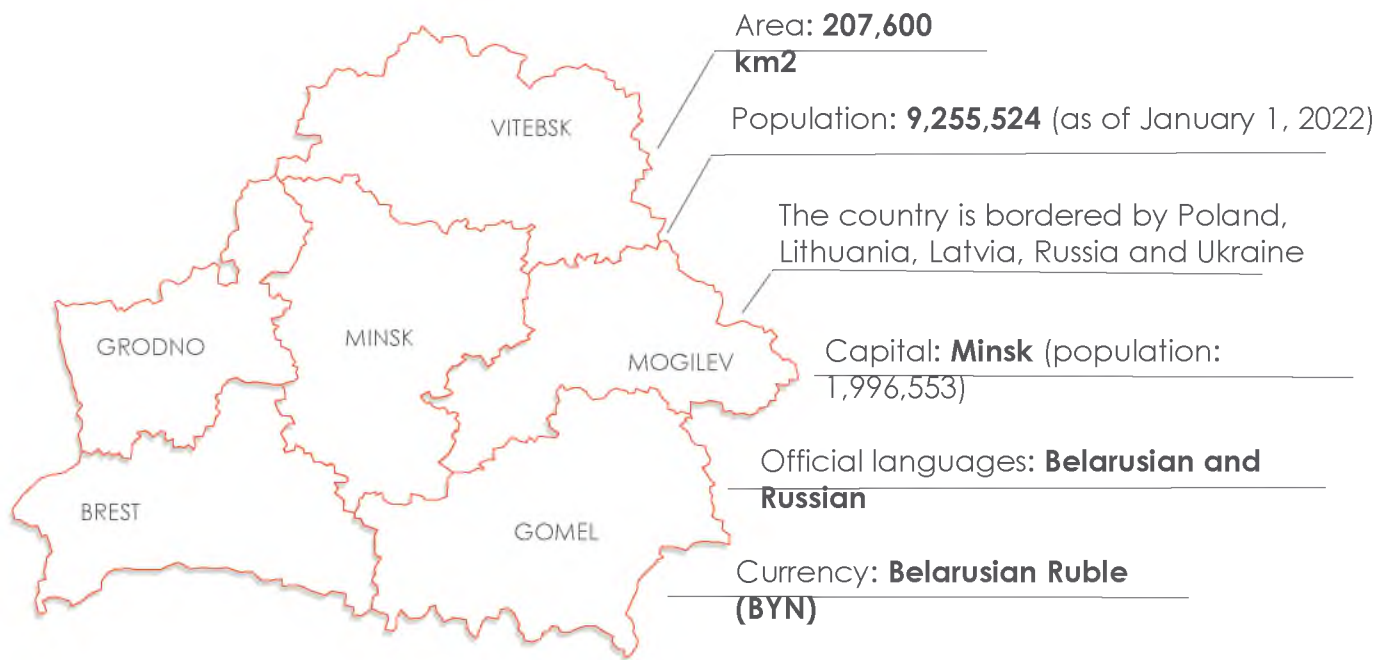 Area: 207,600
km2
VITEBSK
Population: 9,255,524 (as of January 1, 2022)
The country is bordered by Poland,
Lithuania, Latvia, Russia and Ukraine
GRODNO
MINSK
MOGILEV
Capital: Minsk (population:
1,996,553)
Official languages: Belarusian and
Russian
BREST
GOMEL
Currency: Belarusian Ruble
(BYN)